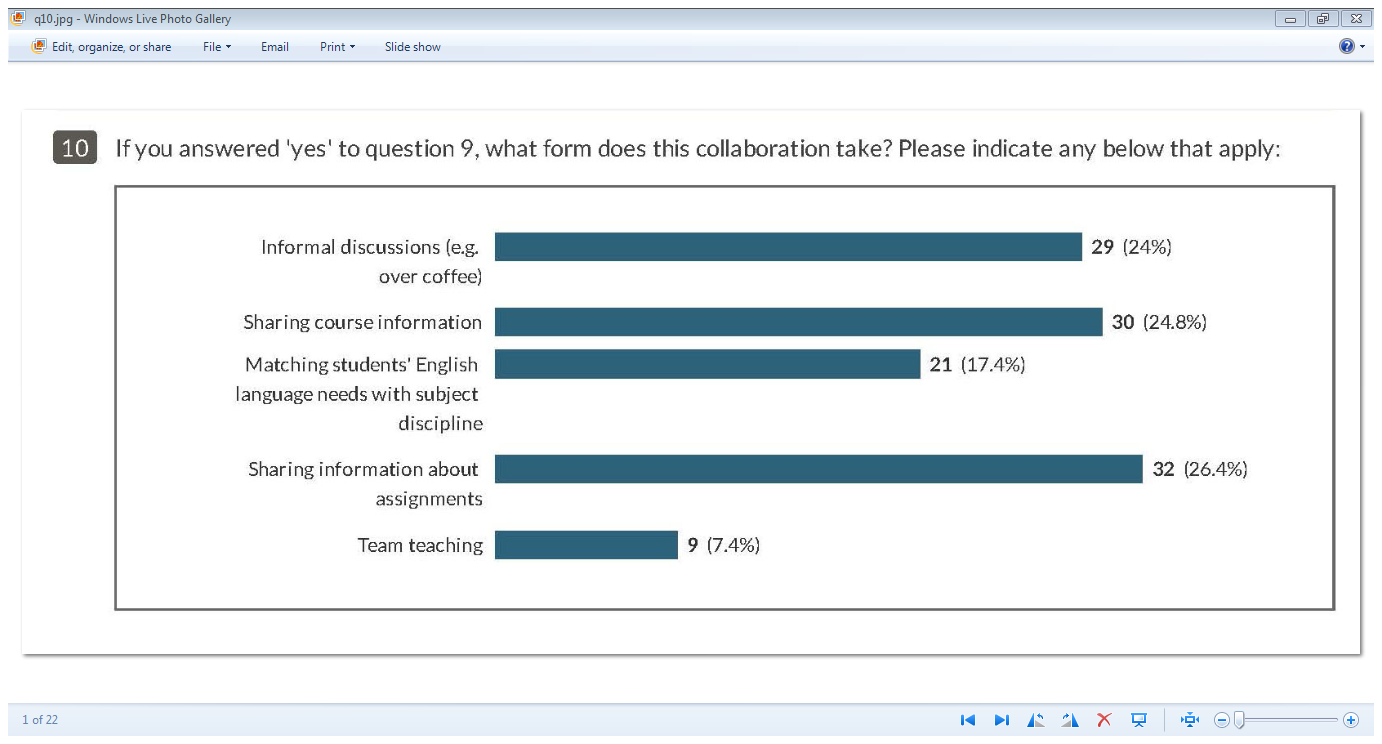 q10.jpg - Windows Live Photo Gallery
Edit, organize, or share File Email Print Slide show
10 If you answered 'yes' to question 9, what form does this collaboration take? Please indicate any below that apply:
Informal discussions (e.g. 29 (24%)
over coffee)
Sharing course information 30 (24.8%)
Matching students' English 21 (17.4%)
language needs with subject
discipline
Sharing information about 32 (26.4%)
assignments
Team teaching 9 (7.4%)
1 of 22